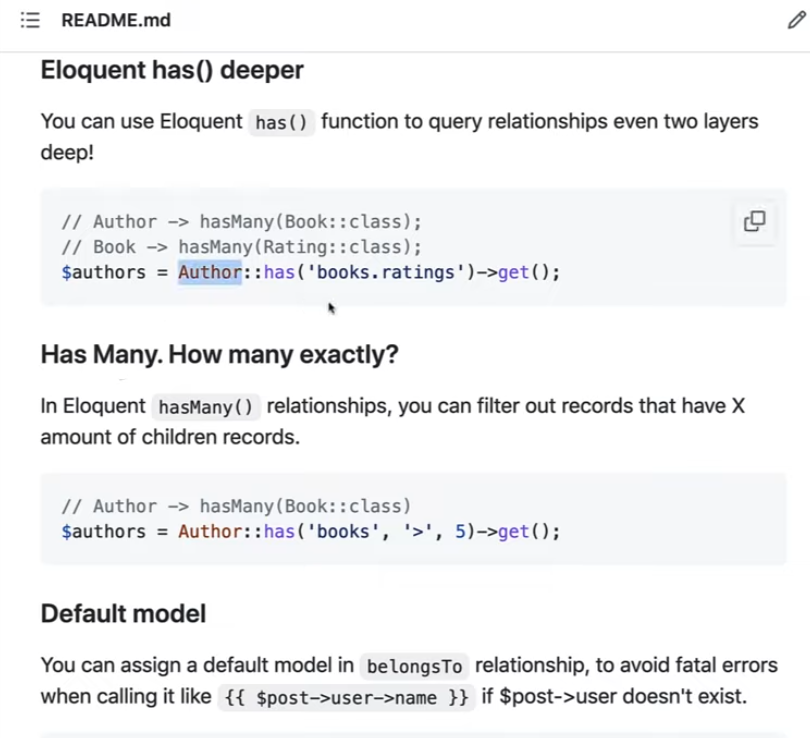 README.md
Eloquent has() deeper
You can use Eloquent has() function to query relationships even two layers
deep!
// Author -> hasMany(Book::class);
// Book -> hasMany(Rating::class);
$authors = Author::has('books.ratings')->get();
Has Many. How many exactly?
In Eloquent hasMany() relationships, you can filter out records that have X
amount of children records.
// Author -> hasMany(Book::class)
$authors = Author::has('books', '>', 5)->get();
Default model
You can assign a default model in belongsTo relationship, to avoid fatal errors
when calling it like {{ $post->user->name }} if $post->user doesn't exist.